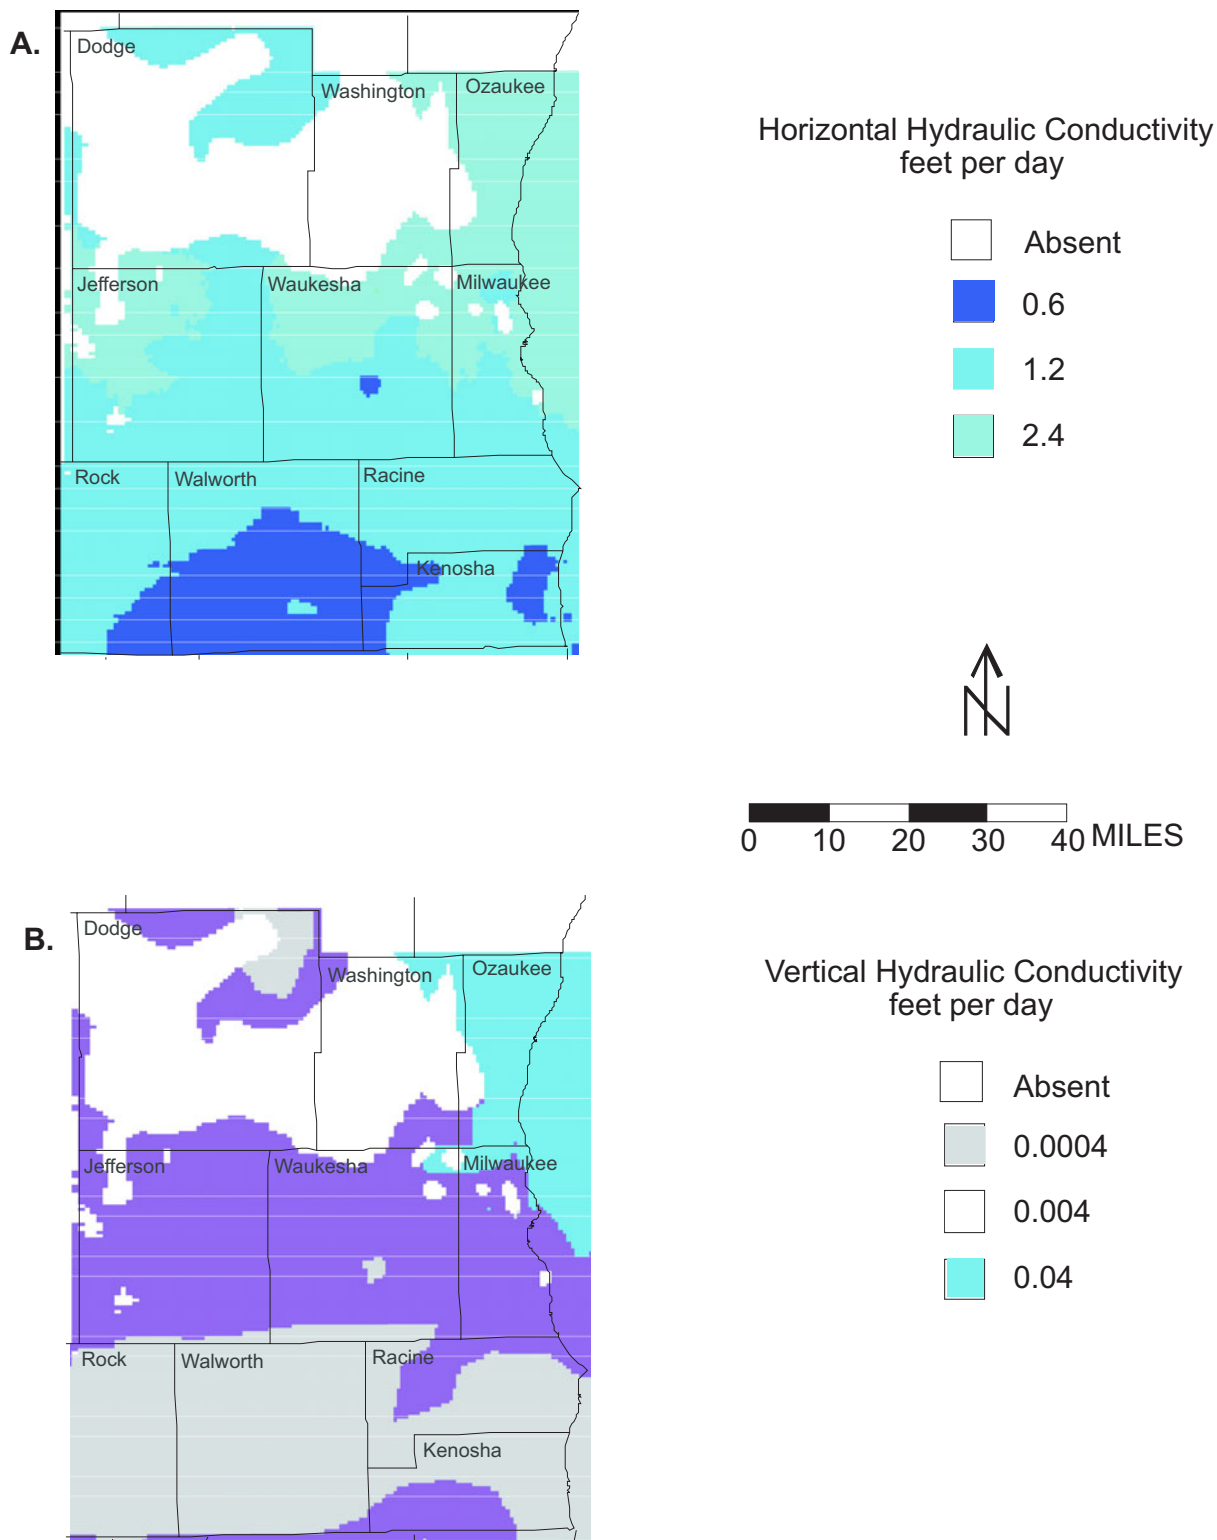 A.
Dodge
Washington
Ozaukee
Jefferson
Waukesha
Milwaukee
Rock
Walworth
Racine
Kenosha
Horizontal Hydraulic Conductivity
feet per day
Absent
0.6
1.2
2.4
N
0 10 20 30 40 MILES
B.
Dodge
Washington
Ozaukee
Jefferson
Waukesha
Milwaukee
Rock
Walworth
Racine
Kenosha
Vertical Hydraulic Conductivity
feet per day
Absent
0.0004
0.004
0.04